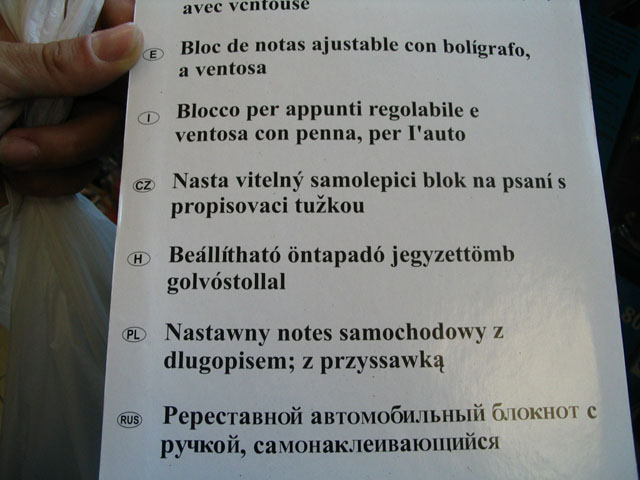 avec ventouse
E Bloc de notas ajustable con bolígrafo,
a ventosa
I Blocco per appunti regolabile e
ventosa con penna, per I'auto
CZ Nasta vitelný samolepici blok na psaní s
propisovaci tužkou
H Beállítható öntapadó jegyzettömb
golvóstollal
PL Nastawny notes samochodowy z
dlugopisem; z przyssawką
RUS Ререставной автомобильный блокнот с
ручкой, самонаклеивающийся